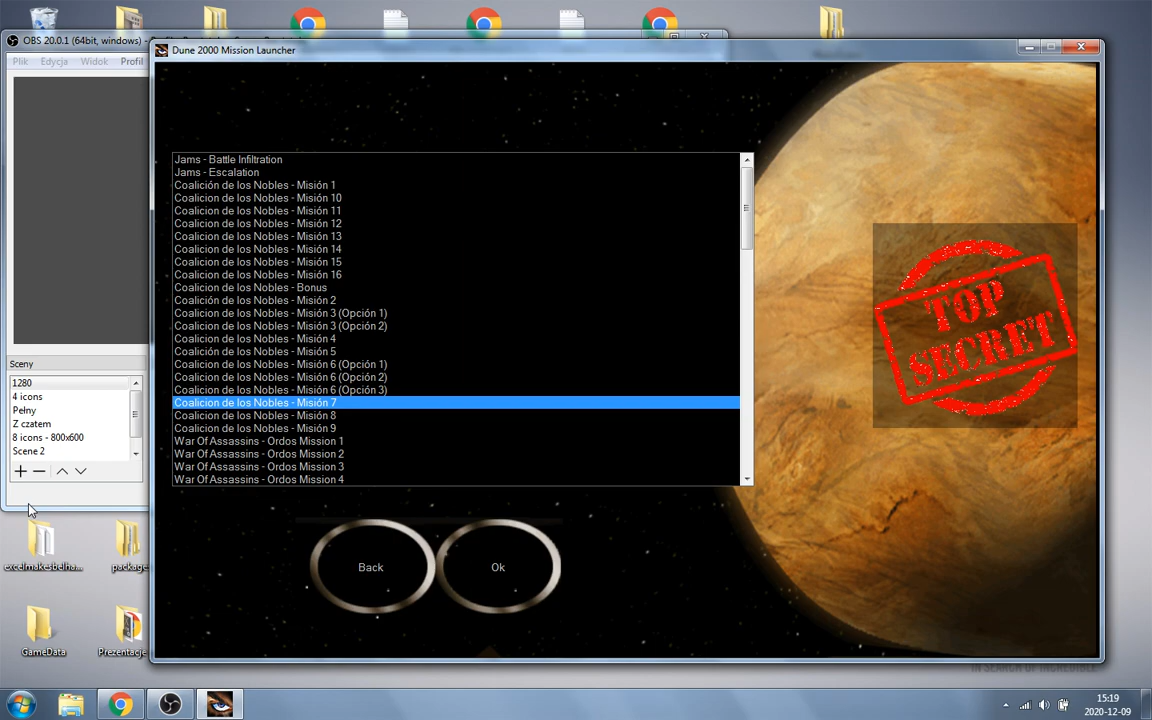 OBS 20.0.1 (64bit, windows) -
Dune 2000 Mission Launcher
Plik Edycja Widok Profil
Jams - Battle Infiltration
Jams - Escalation
Coalición de los Nobles - Misión 1
Coalicion de los Nobles - Misión 10
Coalicion de los Nobles - Misión 11
Coalicion de los Nobles - Misión 12
Coalicion de los Nobles - Misión 13
Coalicion de los Nobles - Misión 14
Coalicion de los Nobles - Misión 15
Coalicion de los Nobles - Misión 16
Coalición de los Nobles - Bonus
Coalicion de los Nobles - Misión 2
Coalicion de los Nobles - Misión 3 (Opción 1)
Coalicion de los Nobles - Misión 3 (Opción 2)
Coalicion de los Nobles - Misión 4
Coalicion de los Nobles - Misión 5
Coalicion de los Nobles - Misión 6 (Opción 1)
Coalicion de los Nobles - Misión 6 (Opción 2)
Coalicion de los Nobles - Misión 6 (Opción 3)
Coalicion de los Nobles - Misión 7
Coalicion de los Nobles - Misión 8
Coalicion de los Nobles - Misión 9
War Of Assassins - Ordos Mission 1
War Of Assassins - Ordos Mission 2
War Of Assassins - Ordos Mission 3
War Of Assassins - Ordos Mission 4
TOP
SECRET
Sceny
1280
4 icons
Pełny
Z czatem
8 icons - 800x600
Scene 2
Back
Ok
excelmakesbelha...
package
GameData
Prezentacje
IN SEARCH OF INCREDIBLE
15:19
2020-12-09